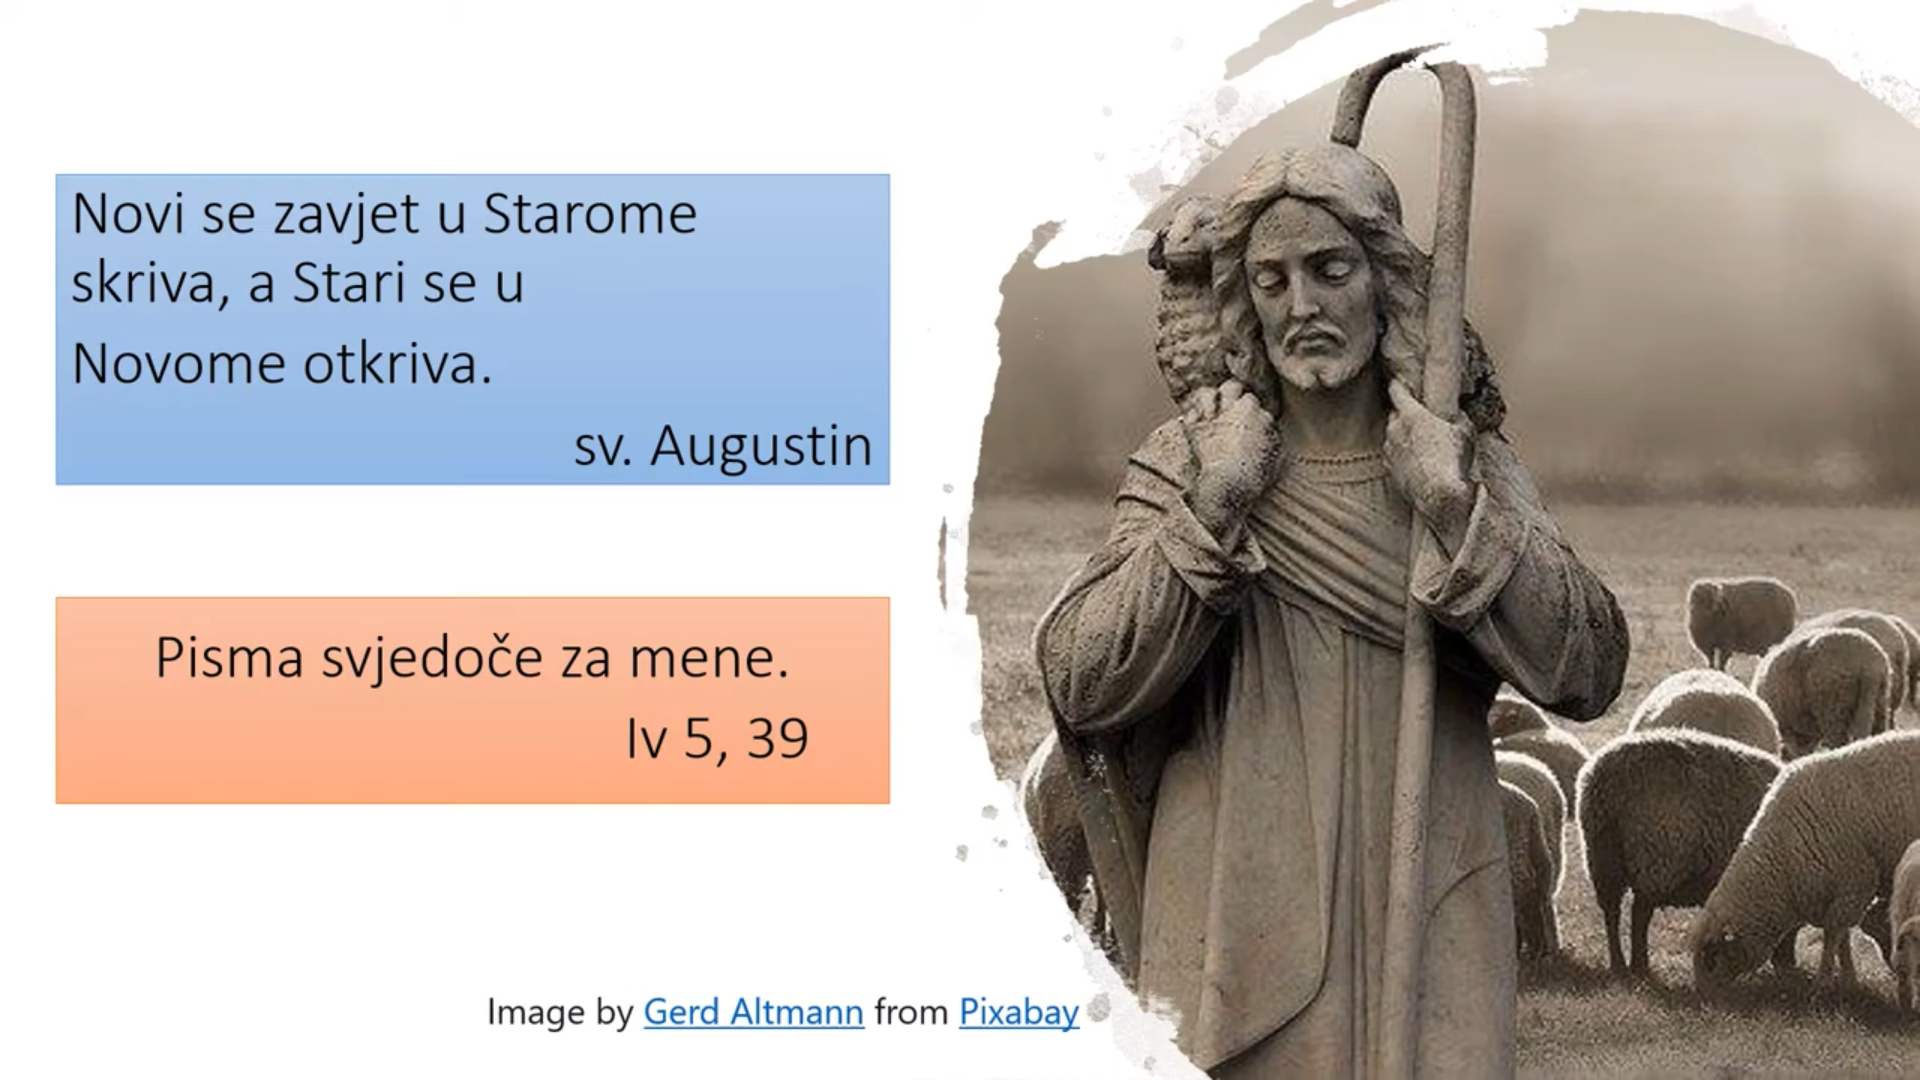 Novi se zavjet u Starome
skriva, a Stari se u
Novome otkriva.
sv. Augustin
Pisma svjedoče za mene.
Iv 5, 39
Image by Gerd Altmann from Pixabay